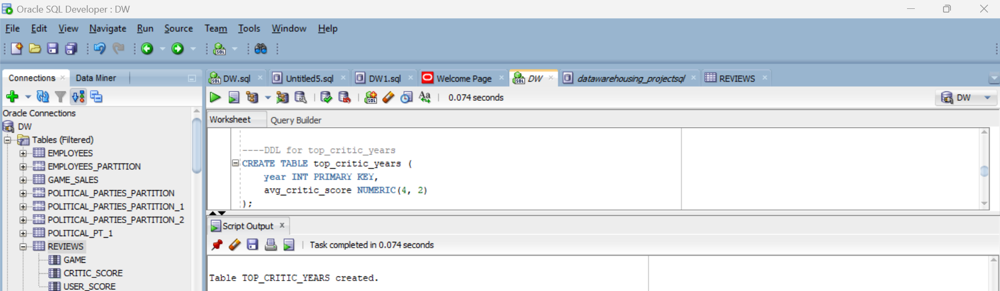 Oracle SQL Developer : DW
File Edit View Navigate Run Source Team Tools Window Help
Connections
Data Miner
DW.sql
Untitled5.sql
DW1.sql
Welcome Page
DW
datawarehousing_projectsql
REVIEWS
0.074 seconds
DW
Oracle Connections
DW
Tables (Filtered)
EMPLOYEES
EMPLOYEES_PARTITION
GAME_SALES
POLITICAL_PARTIES_PARTITION
POLITICAL_PARTIES_PARTITION_1
POLITICAL_PARTIES_PARTITION_2
POLITICAL_PT_1
REVIEWS
GAME
CRITIC_SCORE
USER_SCORE
Worksheet
Query Builder
----DDL for top_critic_years
CREATE TABLE top_critic_years (
year INT PRIMARY KEY,
avg_critic_score NUMERIC(4, 2)
);
Script Output
Task completed in 0.074 seconds
Table TOP_CRITIC_YEARS created.